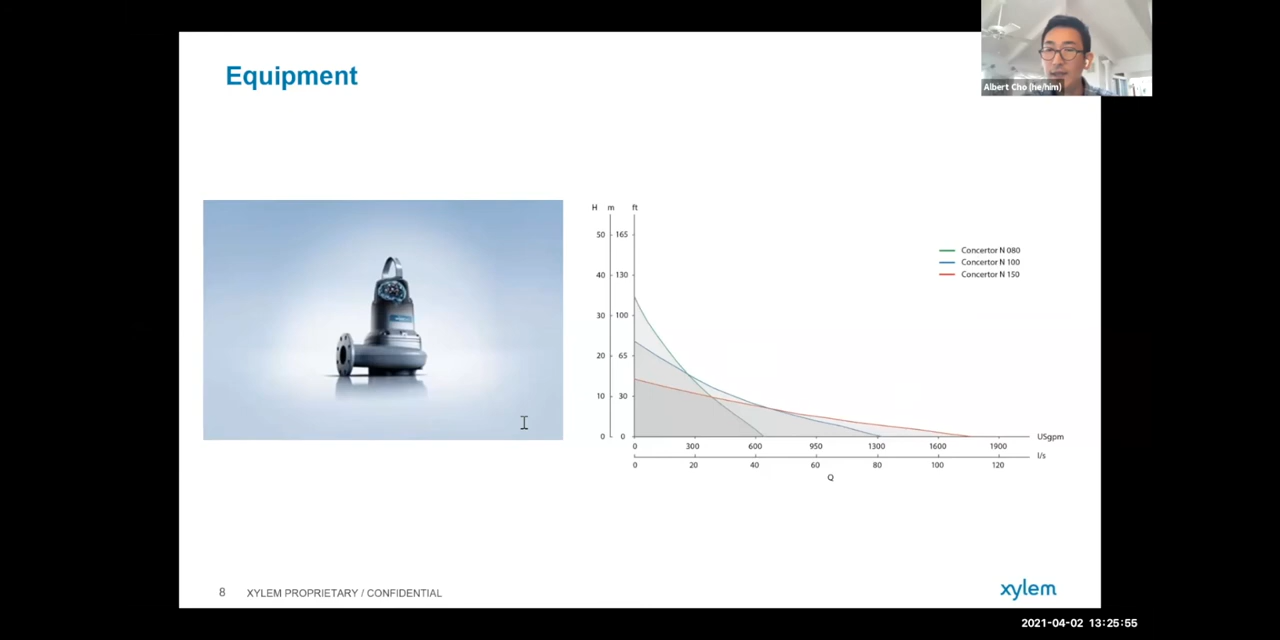 Equipment
Albert Cho (he/him)
H m ft
50 165
40 130
30 100
20 65
10 30
0 0
Concertor N 080
Concertor N 100
Concertor N 150
0 300 600 950 1300 1600 1900 USgpm
0 20 40 60 80 100 120 l/s
Q
8 XYLEM PROPRIETARY / CONFIDENTIAL
xylem
2021-04-02 13:25:55